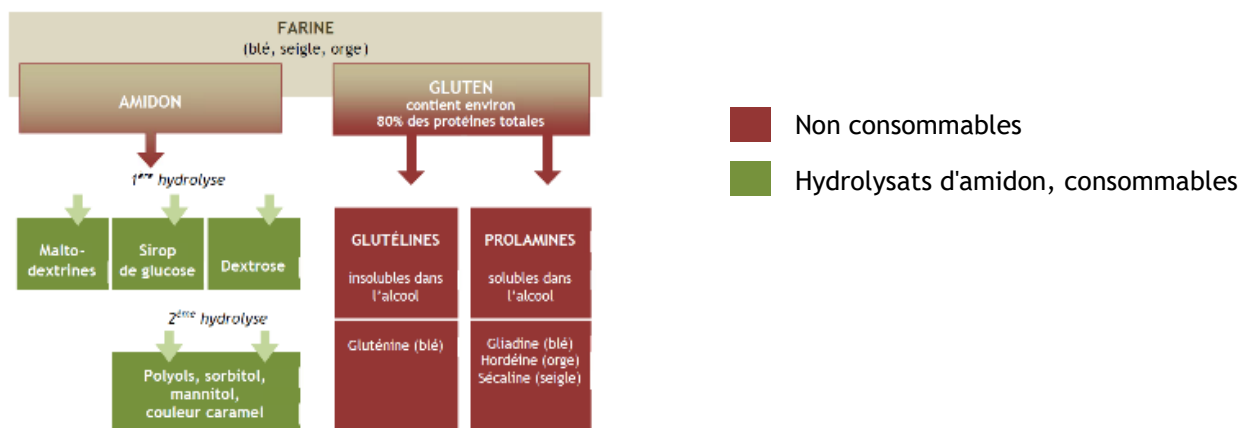 FARINE
(blé, seigle, orge)
AMIDON
GLUTEN
contient environ
80% des protéines totales
1ère hydrolyse
Malto-
dextrines
Sirop
de glucose
Dextrose
2ème hydrolyse
Polyols, sorbitol,
mannitol,
couleur caramel
GLUTÉLINES
insolubles dans
l'alcool
Gluténine (blé)
PROLAMINES
solubles dans
l'alcool
Gliadine (blé)
Hordéine (orge)
Sécaline (seigle)
Non consommables
Hydrolysats d'amidon, consommables